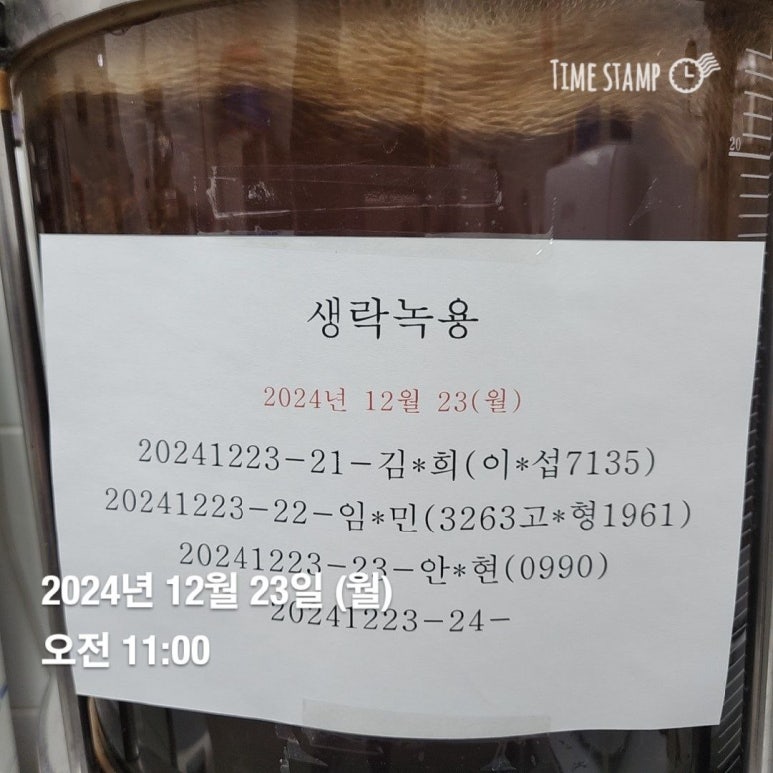 TIME STAMP
20
생락녹용
2024년 12월 23(월)
20241223-21-김*희(이*섭7135)
20241223-22-임*민(3263고*형1961)
20241223-23-안*현(0990)
20241223-24-
2024년 12월 23일 (월)
오전 11:00